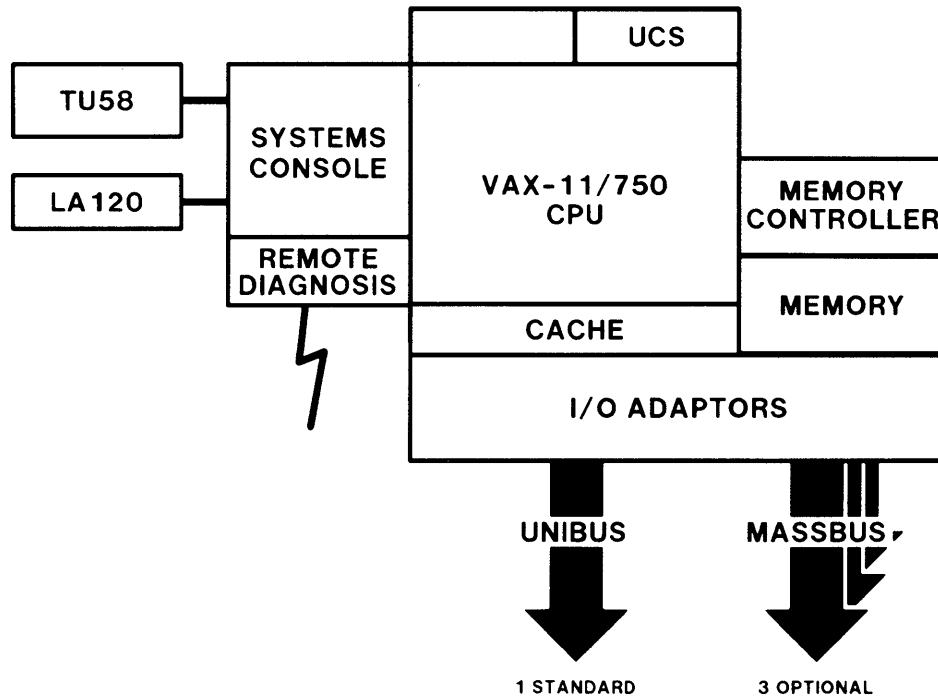 UCS
TU58
SYSTEMS
CONSOLE
LA120
VAX-11/750
CPU
MEMORY
CONTROLLER
REMOTE
DIAGNOSIS
MEMORY
CACHE
I/O ADAPTORS
UNIBUS
MASSBUS
1 STANDARD
3 OPTIONAL